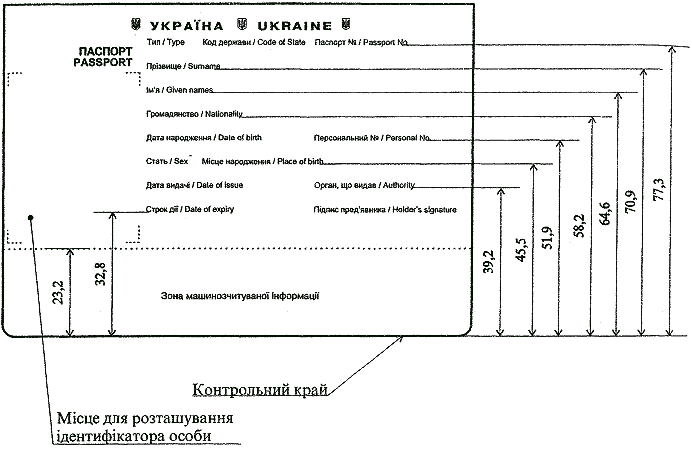 УКРАЇНА UKRAINE
ПАСПОРТ
PASSPORT
Тип / Type Код держави / Code of State Паспорт № / Passport No.
Прізвище / Surname
Ім'я / Given names
Громадянство / Nationality
Дата народження / Date of birth Персональний № / Personal No.
Стать / Sex Місце народження / Place of birth
Дата видачі / Date of issue Орган, що видав / Authority
Строк дії / Date of expiry Підпис пред'явника / Holder's signature
23,2
32,8
39,2
45,5
51,9
58,2
64,6
70,9
77,3
Зона машинозчитуваної інформації
Контрольний край
Місце для розташування
ідентифікатора особи